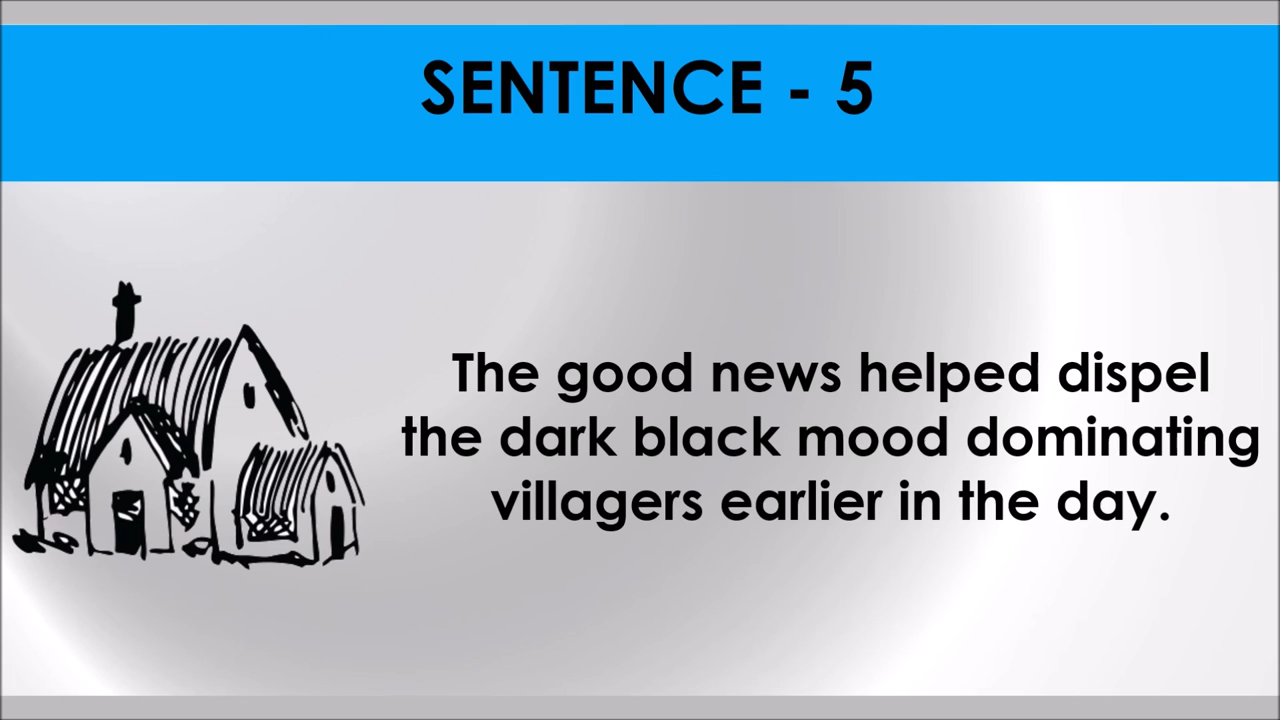 SENTENCE - 5
The good news helped dispel
the dark black mood dominating
villagers earlier in the day.